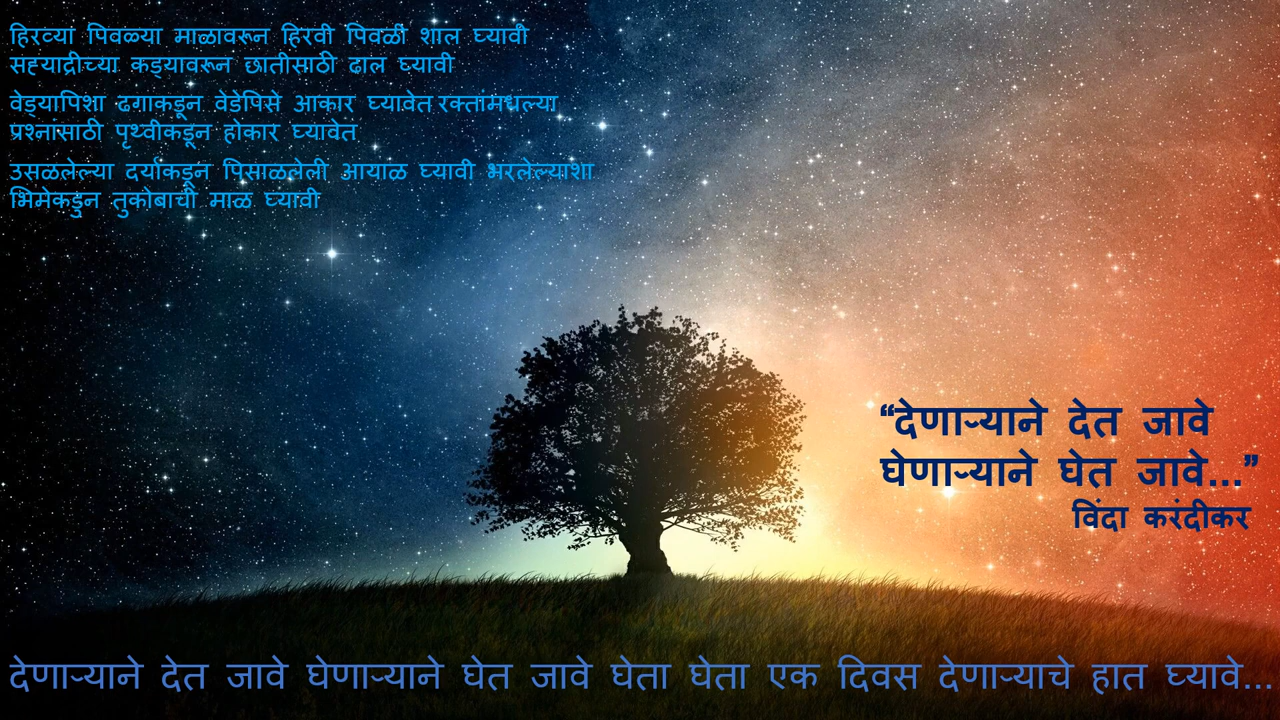 हिरव्या पिवळ्या माळावरून हिरवी पिवळी शाल घ्यावी
सह्याद्रीच्या कड्यावरून छातीसाठी ढाल घ्यावी
वेड्यापिशा ढगाकडून वेडेपिसे आकार घ्यावेत रक्तामधल्या
प्रश्नांसाठी पृथ्वीकडून होकार घ्यावेत
उसळलेल्या दर्याकडून पिसाळलेली आयाळ घ्यावी भरलेल्याशा
भिमेकडुन तुकोबाची माळ घ्यावी
“देणाऱ्याने देत जावे
घेणाऱ्याने घेत जावे...”
विंदा करंदीकर
देणाऱ्याने देत जावे घेणाऱ्याने घेत जावे घेता घेता एक दिवस देणाऱ्याचे हात घ्यावे...